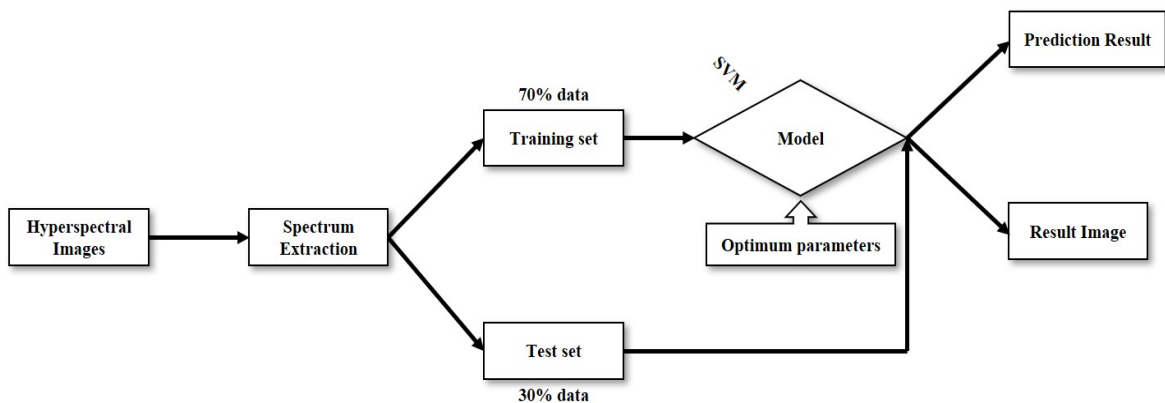 Hyperspectral
Images
Spectrum
Extraction
70% data
Training set
SVM
Model
Optimum parameters
Test set
30% data
Prediction Result
Result Image